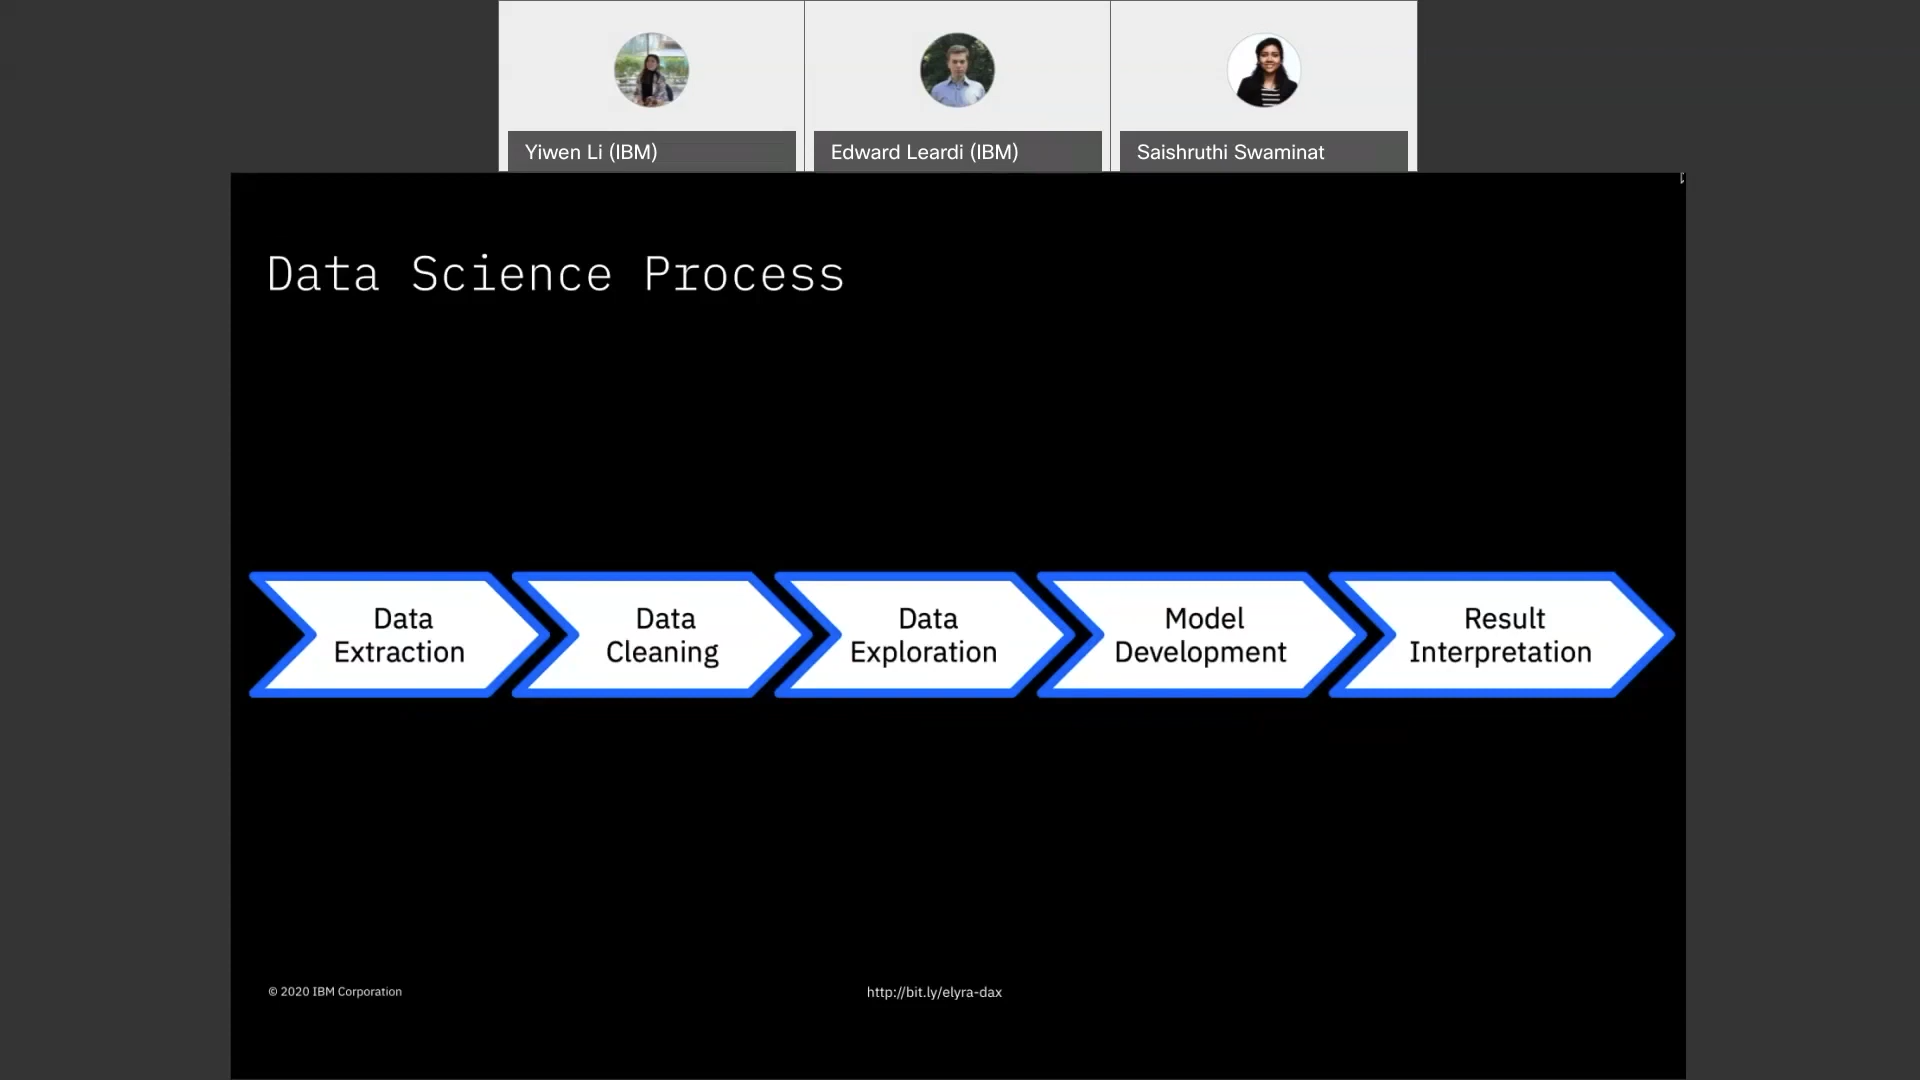 Yiwen Li (IBM)
Edward Leardi (IBM)
Saishruthi Swaminat
Data Science Process
Data
Extraction
Data
Cleaning
Data
Exploration
Model
Development
Result
Interpretation
© 2020 IBM Corporation
http://bit.ly/elyra-dax